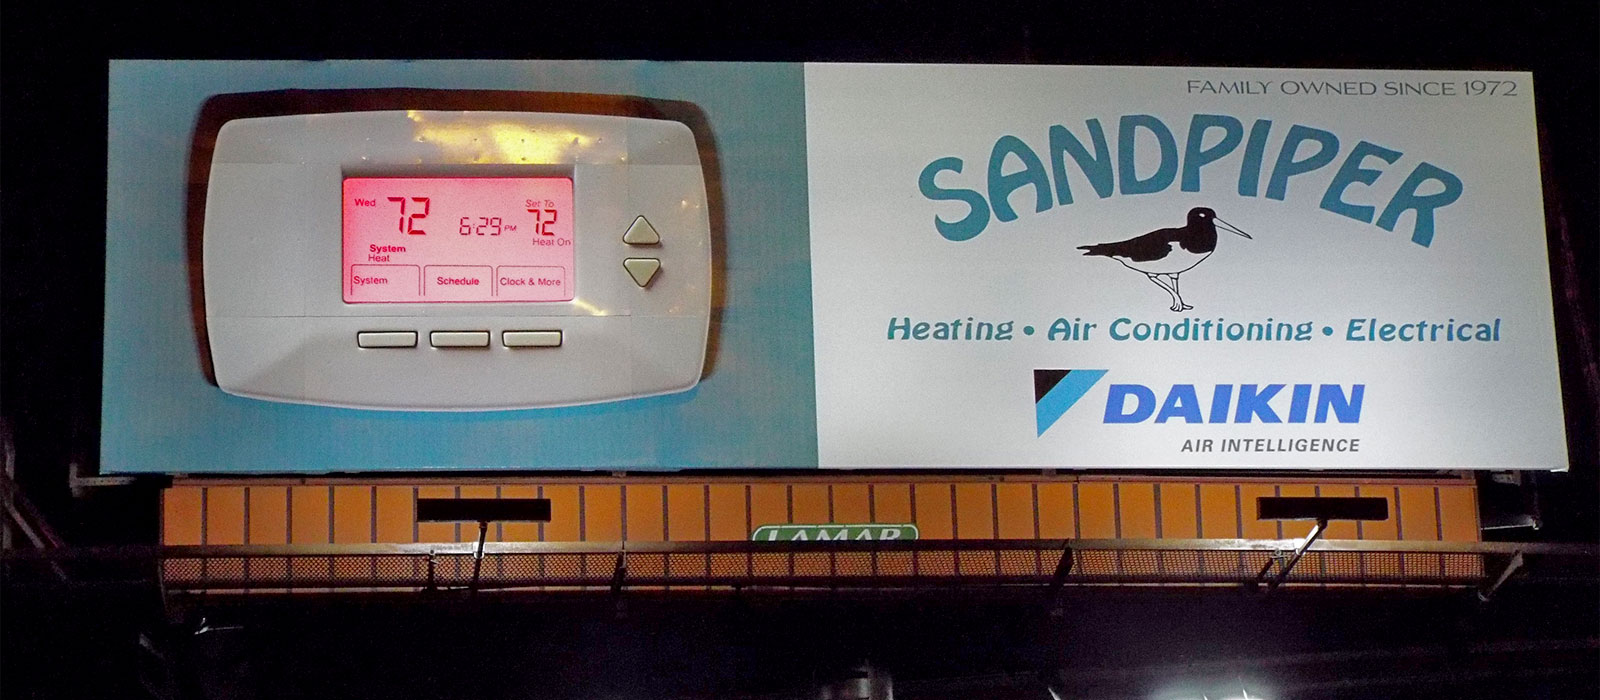 FAMILY OWNED SINCE 1972
SANDPIPER
Heating • Air Conditioning • Electrical
DAIKIN
AIR INTELLIGENCE
Wed 72 6:29 PM Set To 72
Heat On
System
Heat
System Schedule Clock & More
LAMAR